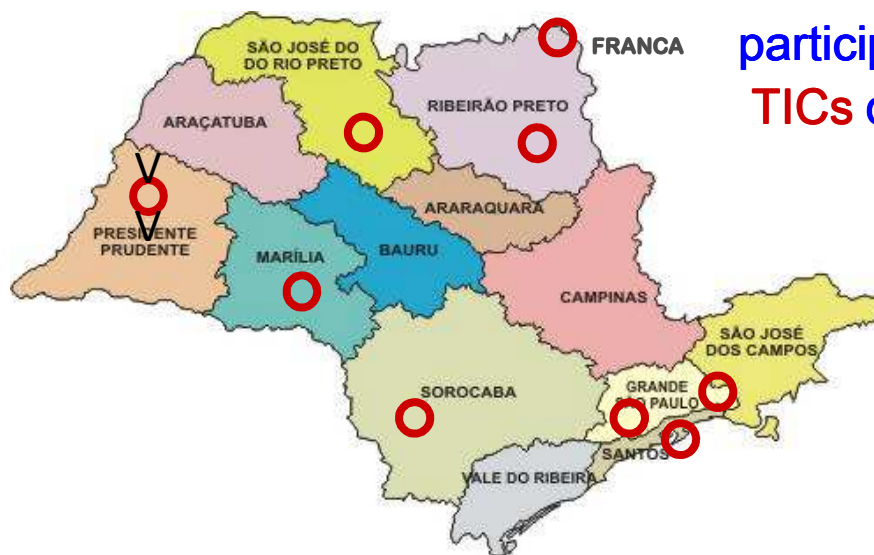 SÃO JOSÉ DO
DO RIO PRETO
FRANCA
particip
TICs
RIBEIRÃO PRETO
ARAÇATUBA
ARARAQUARA
V
V
PRESIDENTE
PRUDENTE
MARÍLIA
BAURU
CAMPINAS
SÃO JOSÉ
DOS CAMPOS
GRANDE
SÃO PAULO
SOROCABA
SANTOS
VALE DO RIBEIRA